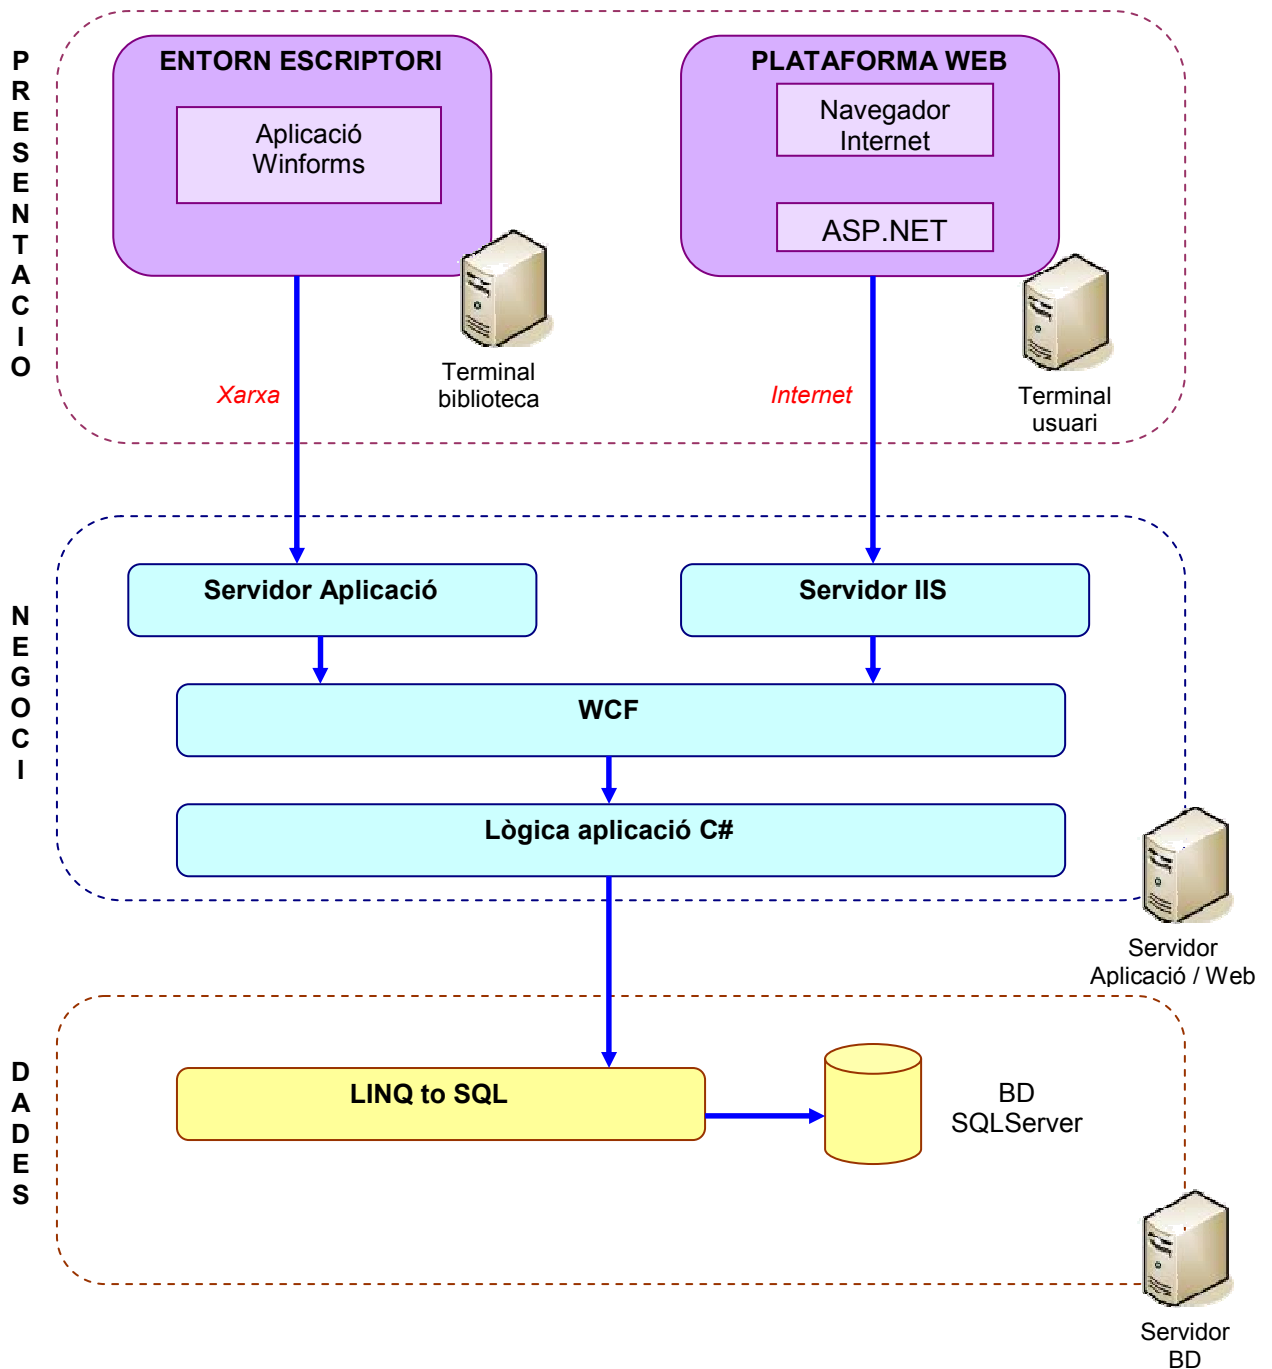 PRESENTACIO
ENTORN ESCRIPTORI
Aplicació
Winforms
PLATAFORMA WEB
Navegador
Internet
ASP.NET
Xarxa
Terminal
biblioteca
Internet
Terminal
usuari
NEGOCI
Servidor Aplicació
Servidor IIS
WCF
Lògica aplicació C#
Servidor
Aplicació / Web
DADES
LINQ to SQL
BD
SQLServer
Servidor
BD